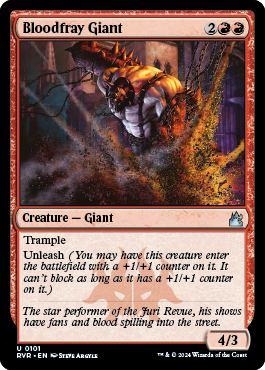 Bloodfray Giant 2
Creature — Giant
Trample
Unleash (You may have this creature enter
the battlefield with a +1/+1 counter on it. It
can't block as long as it has a +1/+1 counter
on it.)
The star performer of the Juri Revue, his shows
have fans and blood spilling into the street.
4/3
U 0101
RVR • EN Steve Argyle
™ & © 2024 Wizards of the Coast